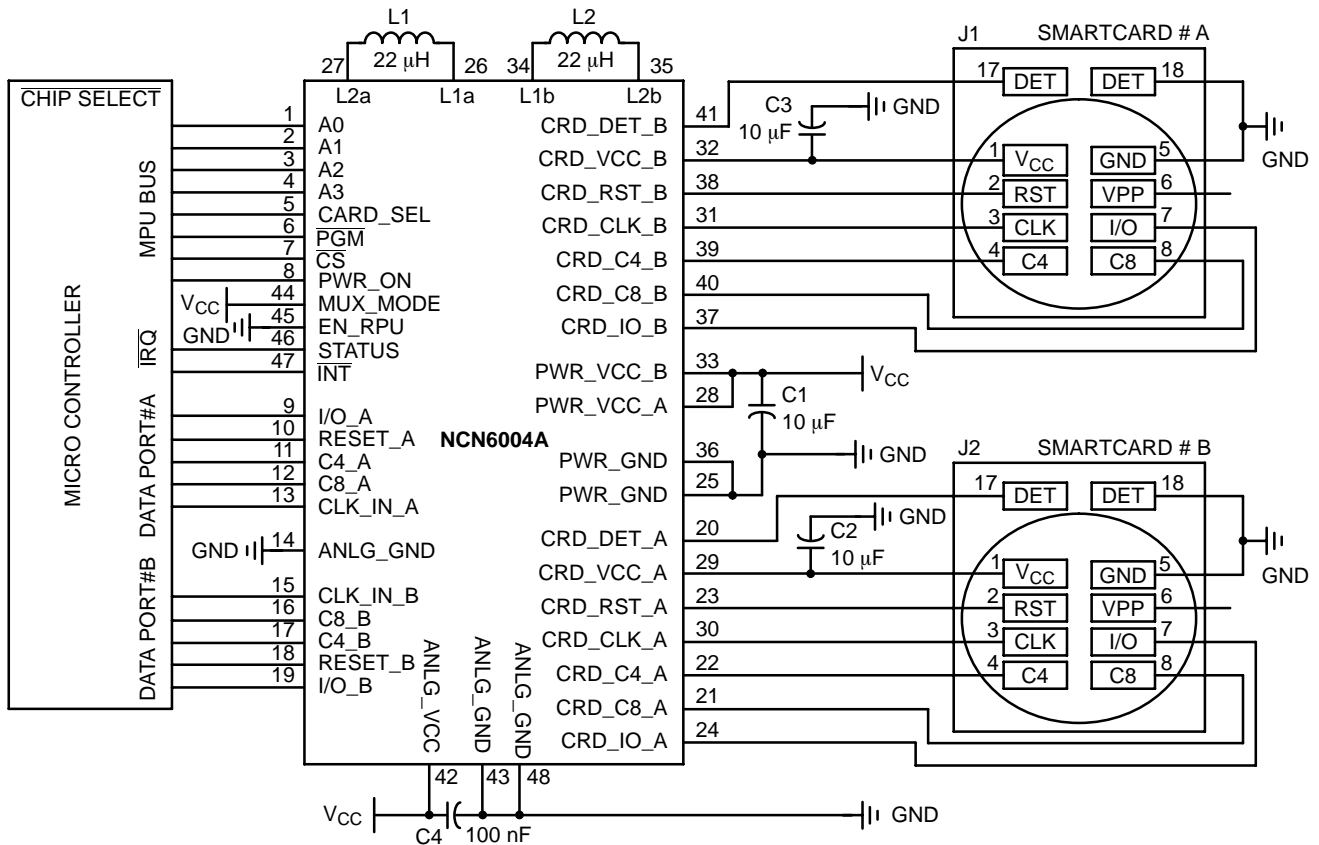 L1
22 μH
L2
22 μH
27
26
34
35
L2a
L1a
L1b
L2b
CHIP SELECT
MPU BUS
MICRO CONTROLLER
IRQ
DATA PORT#A
DATA PORT#B
1 A0
2 A1
3 A2
4 A3
5 CARD_SEL
6 PGM
7 CS
8 PWR_ON
VCC 44 MUX_MODE
GND 45 EN_RPU
46 STATUS
47 INT
9 I/O_A
10 RESET_A
11 C4_A
12 C8_A
13 CLK_IN_A
GND 14 ANLG_GND
15 CLK_IN_B
16 C8_B
17 C4_B
18 RESET_B
19 I/O_B
NCN6004A
ANLG_VCC
ANLG_GND
ANLG_GND
42
43
48
VCC
C4
100 nF
GND
CRD_DET_B 41
CRD_VCC_B 32
CRD_RST_B 38
CRD_CLK_B 31
CRD_C4_B 39
CRD_C8_B 40
CRD_IO_B 37
PWR_VCC_B 33
PWR_VCC_A 28
PWR_GND 36
PWR_GND 25
CRD_DET_A 20
CRD_VCC_A 29
CRD_RST_A 23
CRD_CLK_A 30
CRD_C4_A 22
CRD_C8_A 21
CRD_IO_A 24
C3
10 μF
GND
VCC
C1
10 μF
GND
C2
10 μF
GND
J1
SMARTCARD # A
17 DET DET 18
1 VCC GND 5
2 RST VPP 6
3 CLK I/O 7
4 C4 C8 8
GND
J2
SMARTCARD # B
17 DET DET 18
1 VCC GND 5
2 RST VPP 6
3 CLK I/O 7
4 C4 C8 8
GND